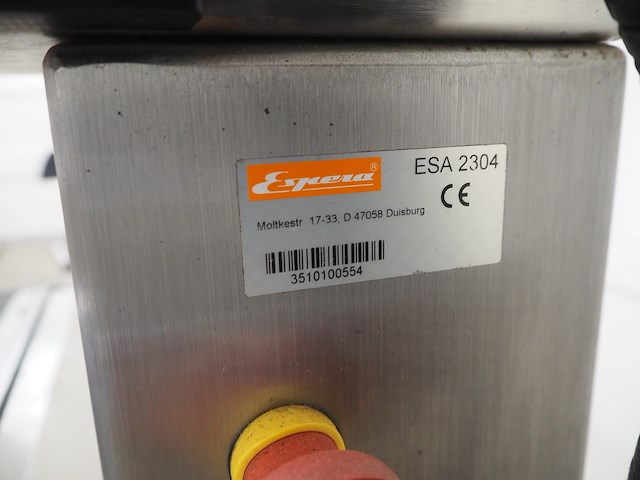 Espera® ESA 2304
CE
Moltkestr 17-33, D 47058 Duisburg
3510100554